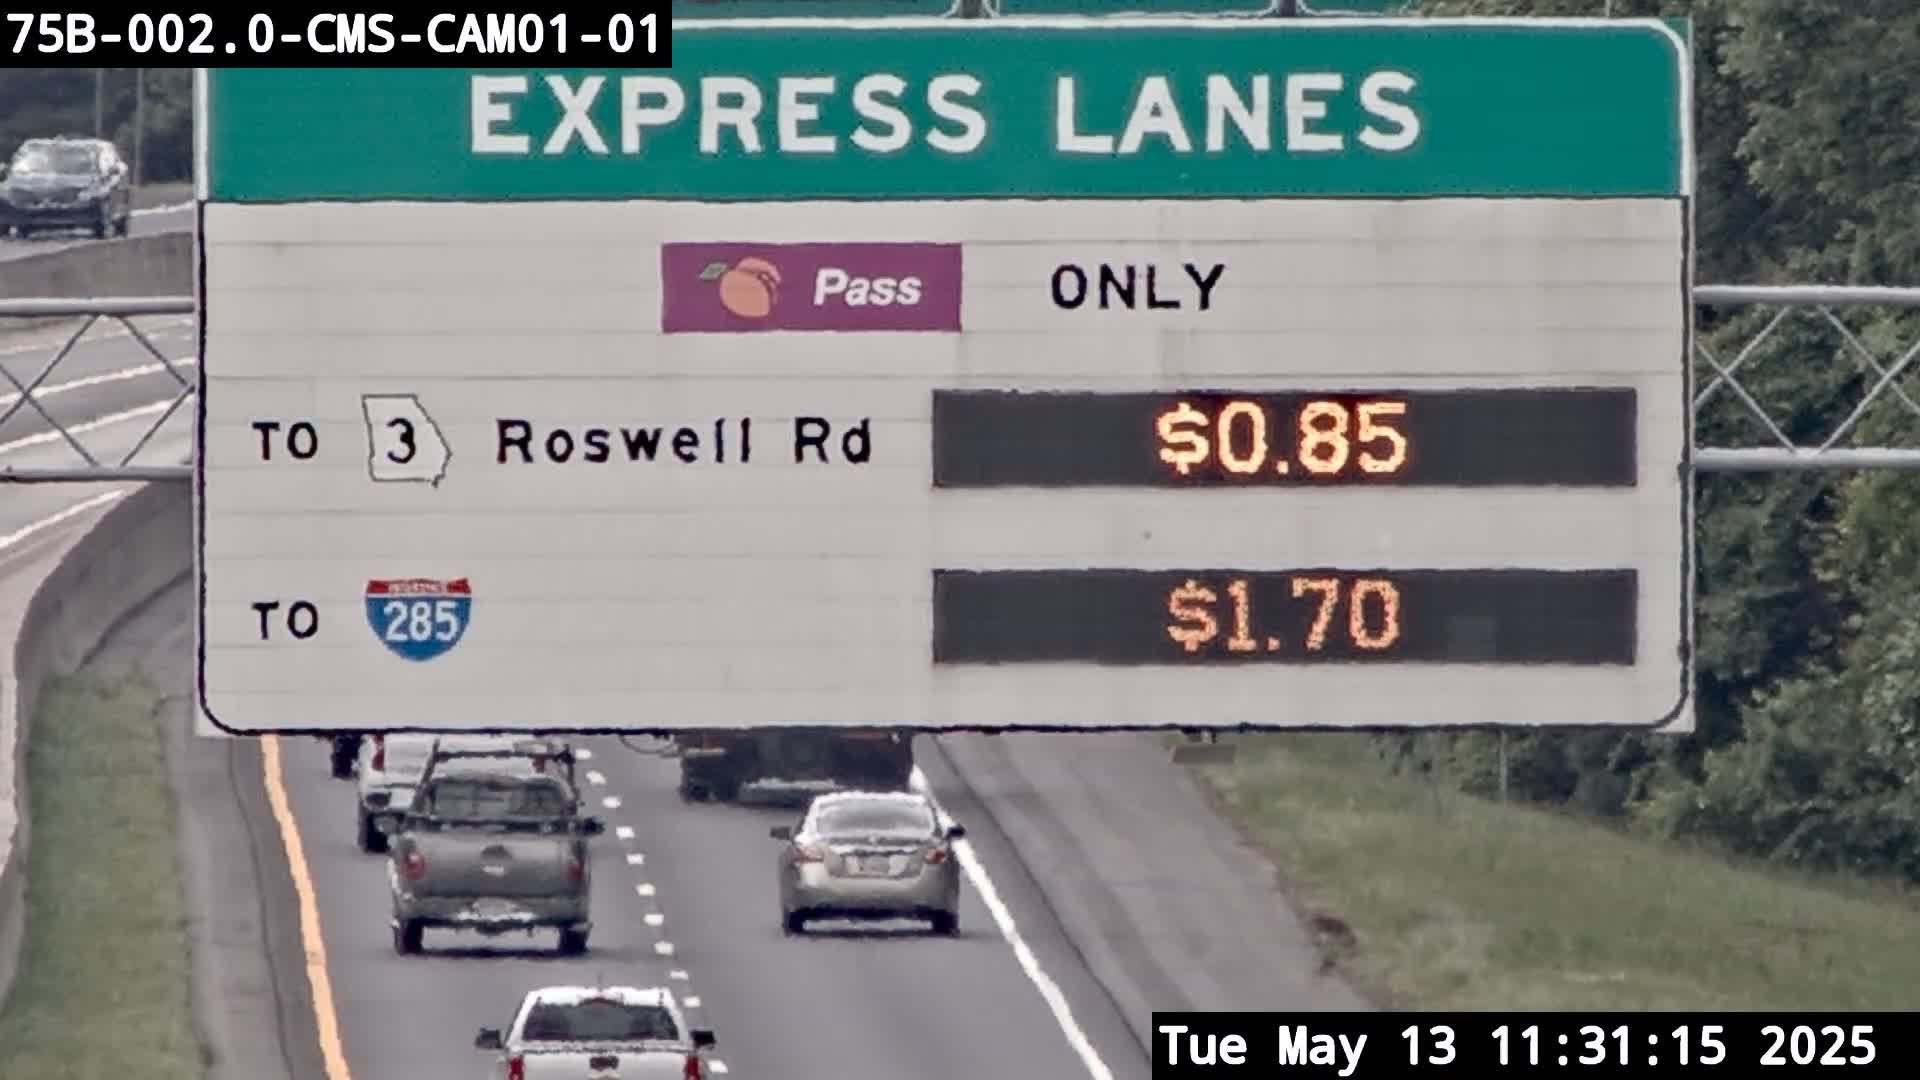 75B-002.0-CMS-CAM01-01
EXPRESS LANES
Pass ONLY
TO 3 Roswell Rd $0.85
INTERSTATE
TO 285 $1.70
Tue May 13 11:31:15 2025